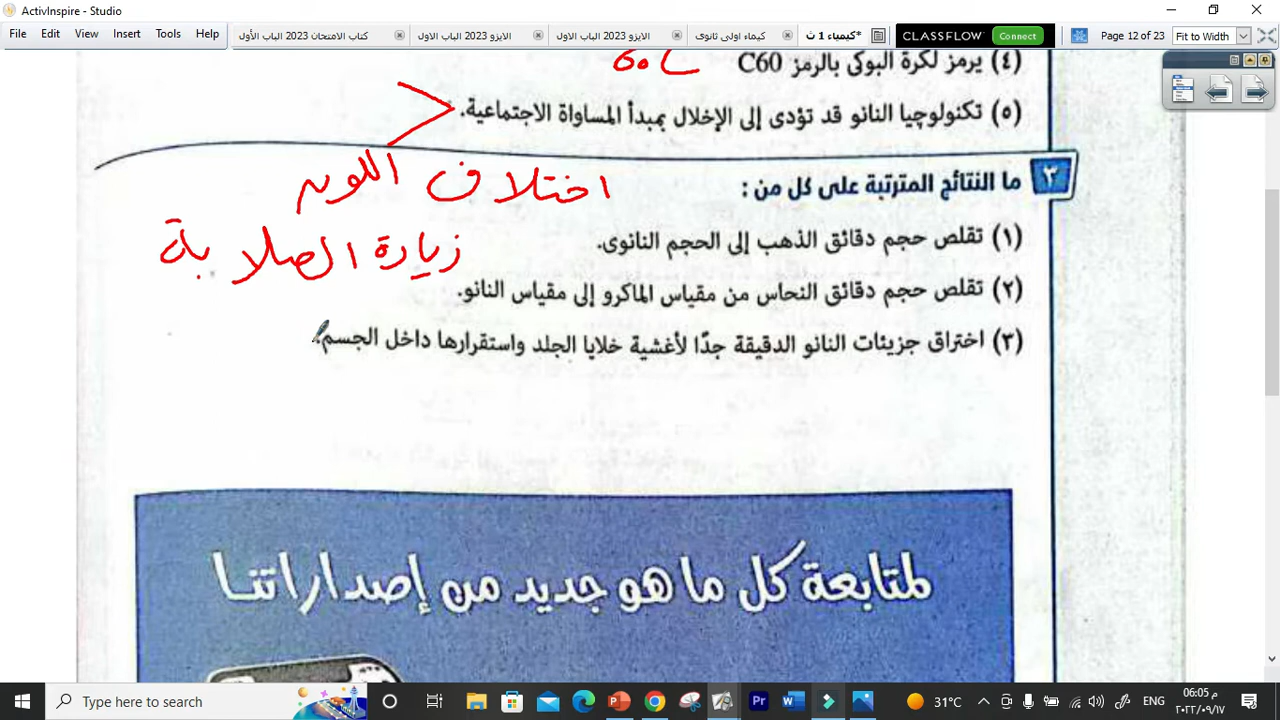 ActivInspire - Studio
File Edit View Insert Tools Help
كتاب الامتحان 2023 الباب الأول
الايزو 2023 الباب الاول
الايزو 2023 الباب الأول
كيمياء اولى ثانوى
كيمياء 1 ث*
CLASSFLOW Connect
Page 12 of 23
Fit to Width
(٤) يرمز لكرة البوكى بالرمز C60
(٥) تكنولوجيا النانو قد تؤدى إلى الإخلال بمبدأ المساواة الاجتماعية.
٣ ما النتائج المترتبة على كل من :
اختلاف اللون
(١) تقلص حجم دقائق الذهب إلى الحجم النانوى.
زيادة الصلابة
(٢) تقلص حجم دقائق النحاس من مقياس الماكرو إلى مقياس النانو.
(٣) اختراق جزيئات النانو الدقيقة جدًا لأغشية خلايا الجلد واستقرارها داخل الجسم.
لمتابعة كل ما هو جديد من إصداراتنا
Type here to search
31°C
ENG
06:05 م
٢٠٢٢/٠٩/١٧